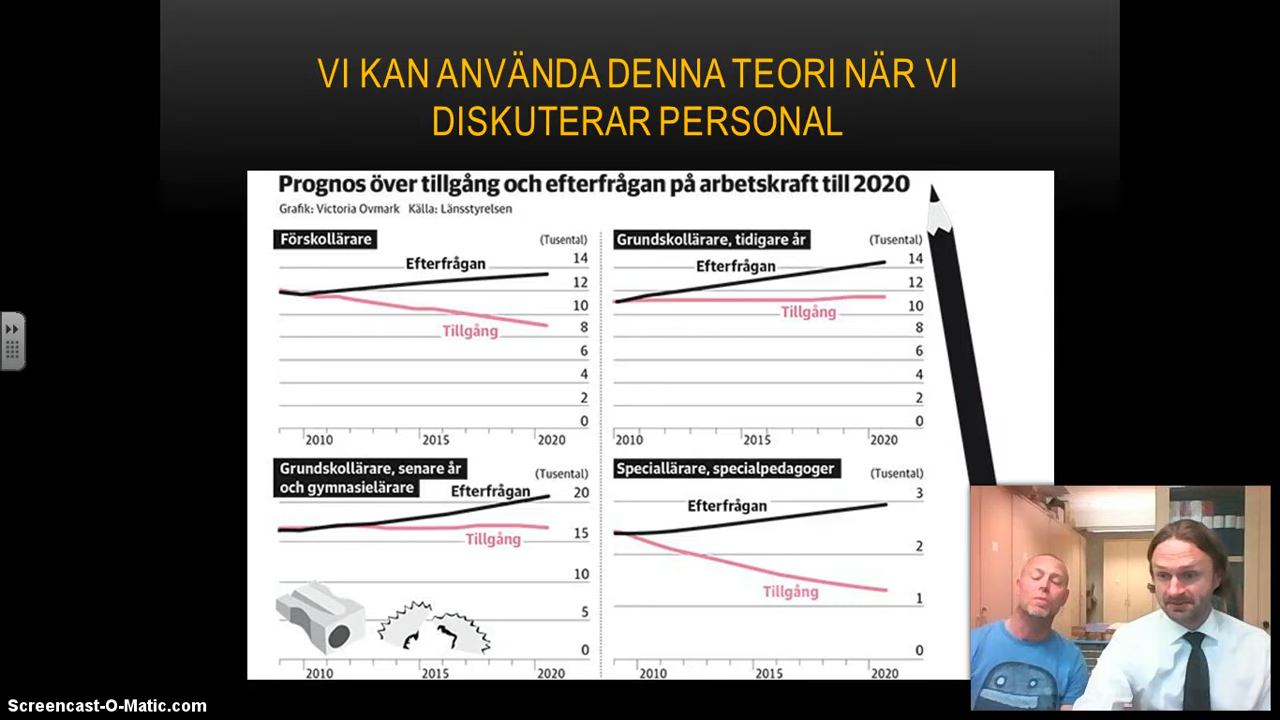 VI KAN ANVÄNDA DENNA TEORI NÄR VI
DISKUTERAR PERSONAL
Prognos över tillgång och efterfrågan på arbetskraft till 2020
Grafik: Victoria Ovmark Källa: Länsstyrelsen
Förskollärare
(Tusental)
Efterfrågan
Tillgång
14
12
10
8
6
4
2
0
2010 2015 2020
Grundskollärare, tidigare år
(Tusental)
Efterfrågan
Tillgång
14
12
10
8
6
4
2
0
2010 2015 2020
Grundskollärare, senare år
och gymnasielärare
(Tusental)
Efterfrågan
Tillgång
20
15
10
5
0
2010 2015 2020
Speciallärare, specialpedagoger
(Tusental)
Efterfrågan
Tillgång
3
2
1
0
2010 2015 2020
Screencast-O-Matic.com